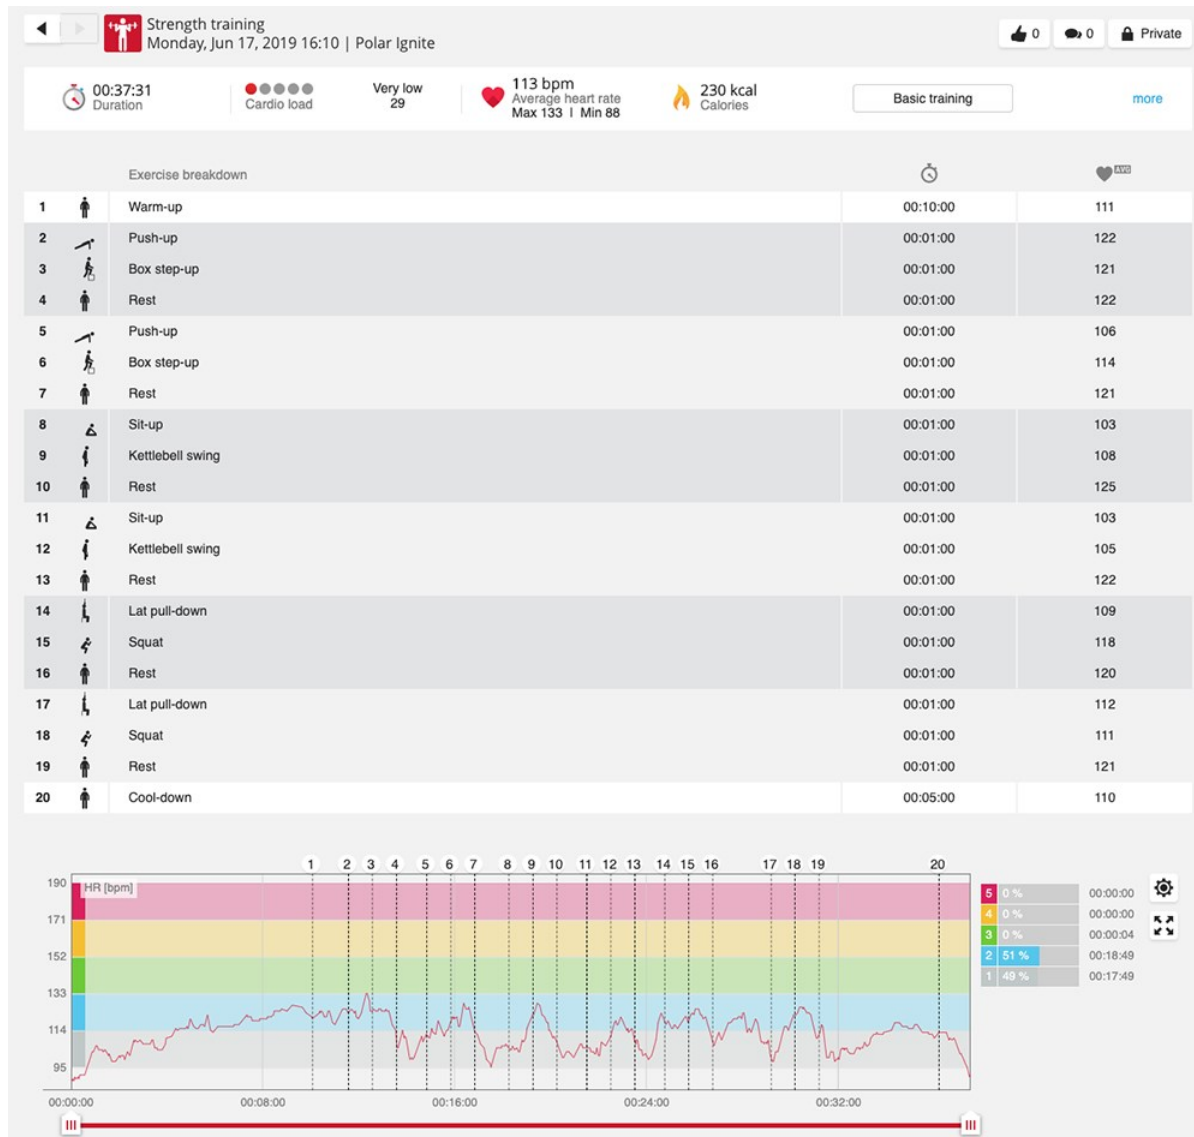 Strength training
Monday, Jun 17, 2019 16:10 | Polar Ignite
0
0
Private
00:37:31
Duration
Cardio load
Very low
29
113 bpm
Average heart rate
Max 133 | Min 88
230 kcal
Calories
Basic training
more
Exercise breakdown
AVG
1 Warm-up 00:10:00 111
2 Push-up 00:01:00 122
3 Box step-up 00:01:00 121
4 Rest 00:01:00 122
5 Push-up 00:01:00 106
6 Box step-up 00:01:00 114
7 Rest 00:01:00 121
8 Sit-up 00:01:00 103
9 Kettlebell swing 00:01:00 108
10 Rest 00:01:00 125
11 Sit-up 00:01:00 103
12 Kettlebell swing 00:01:00 105
13 Rest 00:01:00 122
14 Lat pull-down 00:01:00 109
15 Squat 00:01:00 118
16 Rest 00:01:00 120
17 Lat pull-down 00:01:00 112
18 Squat 00:01:00 111
19 Rest 00:01:00 121
20 Cool-down 00:05:00 110
1 2 3 4 5 6 7 8 9 10 11 12 13 14 15 16 17 18 19 20
HR [bpm]
190
171
152
133
114
95
00:00:00 00:08:00 00:16:00 00:24:00 00:32:00
5 0 % 00:00:00
4 0 % 00:00:00
3 0 % 00:00:04
2 51 % 00:18:49
1 49 % 00:17:49